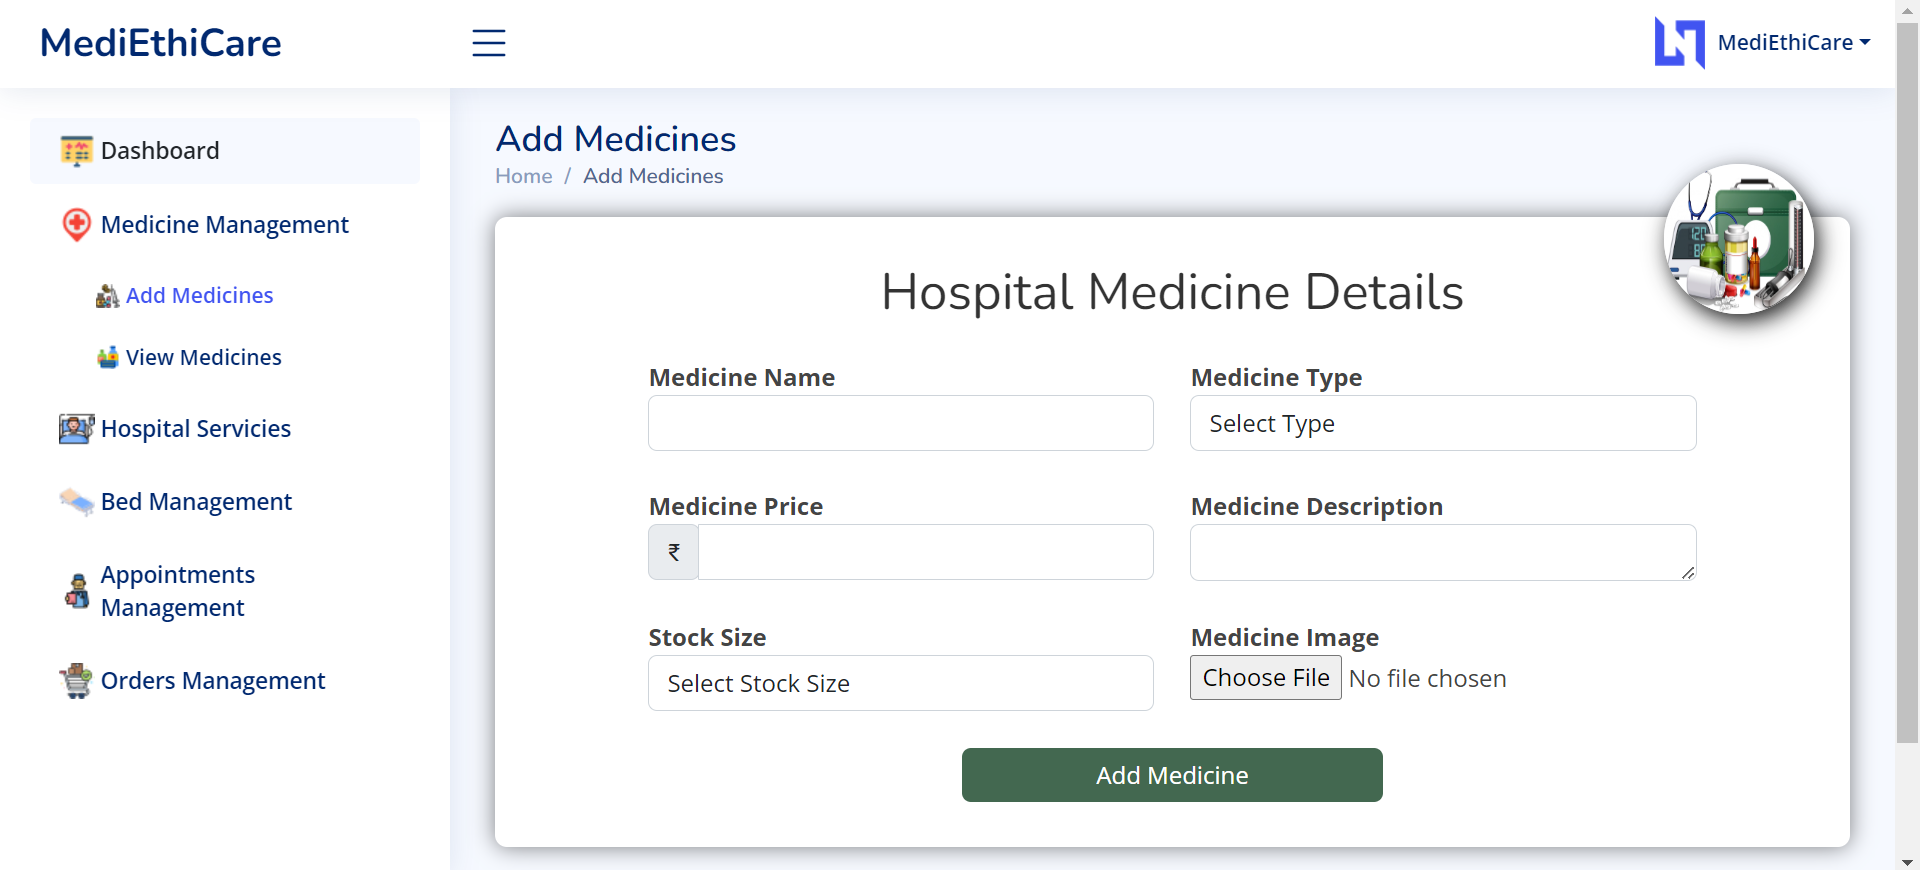 MediEthiCare
MediEthiCare
Dashboard
Medicine Management
Add Medicines
View Medicines
Hospital Servicies
Bed Management
Appointments
Management
Orders Management
Add Medicines
Home / Add Medicines
Hospital Medicine Details
Medicine Name
Medicine Type
Select Type
Medicine Price
₹
Medicine Description
Stock Size
Select Stock Size
Medicine Image
Choose File No file chosen
Add Medicine